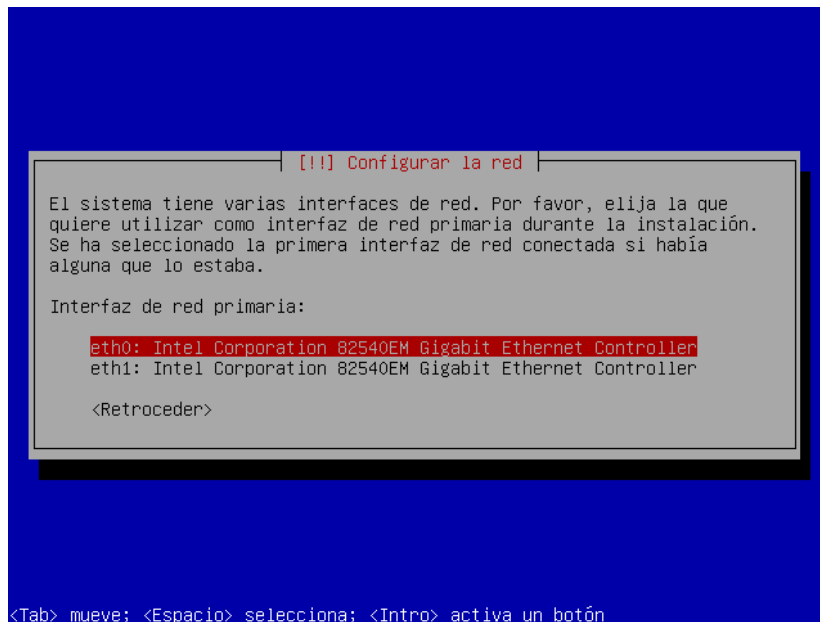 [!!] Configurar la red
El sistema tiene varias interfaces de red. Por favor, elija la que
quiere utilizar como interfaz de red primaria durante la instalación.
Se ha seleccionado la primera interfaz de red conectada si había
alguna que lo estaba.
Interfaz de red primaria:
eth0: Intel Corporation 82540EM Gigabit Ethernet Controller
eth1: Intel Corporation 82540EM Gigabit Ethernet Controller
<Retroceder>
<Tab> mueve; <Espacio> selecciona; <Intro> activa un botón